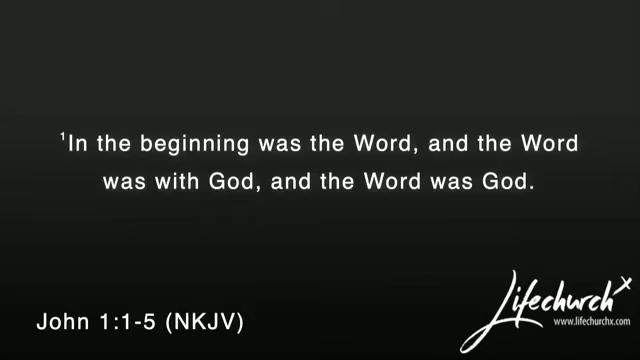 ¹In the beginning was the Word, and the Word
was with God, and the Word was God.
John 1:1-5 (NKJV)
Lifechurchx
www.lifechurchx.com